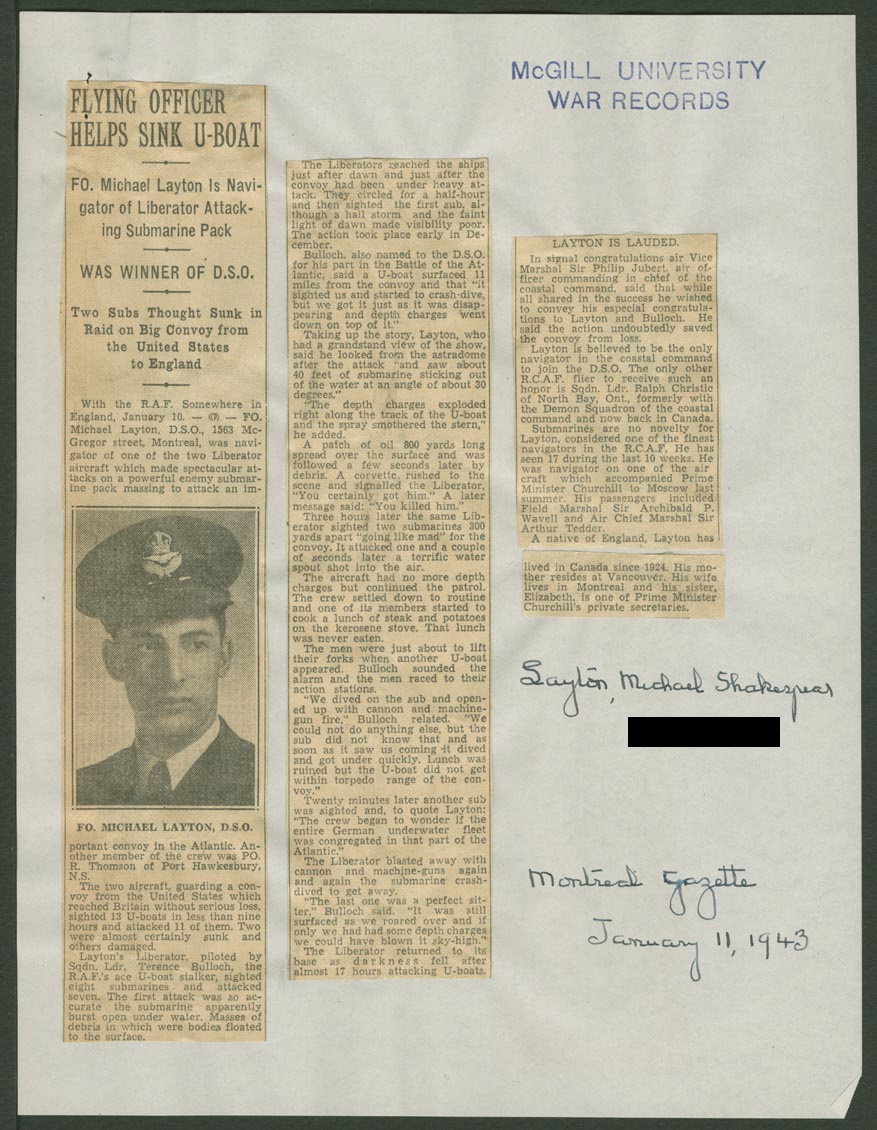 McGILL UNIVERSITY
WAR RECORDS
FLYING OFFICER
HELPS SINK U-BOAT
FO. Michael Layton Is Navi-
gator of Liberator Attack-
ing Submarine Pack
WAS WINNER OF D.S.O.
Two Subs Thought Sunk in
Raid on Big Convoy from
the United States
to England
With the R.A.F. Somewhere in
England, January 10. — (CP) — FO.
Michael Layton, D.S.O., 1563 Mc-
Gregor street, Montreal, was navi-
gator of one of the two Liberator
aircraft which made spectacular at-
tacks on a powerful enemy submar-
ine pack massing to attack an im-
FO. MICHAEL LAYTON, D.S.O.
portant convoy in the Atlantic. An-
other member of the crew was PO.
R. Thomson of Port Hawkesbury,
N.S.
The two aircraft, guarding a con-
voy from the United States which
reached Britain without serious loss,
sighted 13 U-boats in less than nine
hours and attacked 11 of them. Two
were almost certainly sunk and
others damaged.
Layton's Liberator, piloted by
Sqdn. Ldr. Terence Bulloch, the
R.A.F.'s ace U-boat stalker, sighted
eight submarines and attacked
seven. The first attack was so ac-
curate the submarine apparently
burst open under water. Masses of
debris in which were bodies floated
to the surface.
The Liberators reached the ships
just after dawn and just after the
convoy had been under heavy at-
tack. They circled for a half-hour
and then sighted the first sub, al-
though a hail storm and the faint
light of dawn made visibility poor.
The action took place early in De-
cember.
Bulloch, also named to the D.S.O.
for his part in the Battle of the At-
lantic, said a U-boat surfaced 11
miles from the convoy and that "it
sighted us and started to crash-dive,
but we got it just as it was disap-
pearing and depth charges went
down on top of it."
Taking up the story, Layton, who
had a grandstand view of the show,
said he looked from the astradome
after the attack "and saw about
40 feet of submarine sticking out
of the water at an angle of about 30
degrees."
"The depth charges exploded
right along the track of the U-boat
and the spray smothered the stern,"
he added.
A patch of oil 800 yards long
spread over the surface and was
followed a few seconds later by
debris. A corvette rushed to the
scene and signalled the Liberator,
"You certainly got him." A later
message said: "You killed him."
Three hours later the same Lib-
erator sighted two submarines 300
yards apart "going like mad" for the
convoy. It attacked one and a couple
of seconds later a terrific water
spout shot into the air.
The aircraft had no more depth
charges but continued the patrol.
The crew settled down to routine
and one of its members started to
cook a lunch of steak and potatoes
on the kerosene stove. That lunch
was never eaten.
The men were just about to lift
their forks when another U-boat
appeared. Bulloch sounded the
alarm and the men raced to their
action stations.
"We dived on the sub and open-
ed up with cannon and machine-
gun fire," Bulloch related. "We
could not do anything else, but the
sub did not know that and as
soon as it saw us coming it dived
and got under quickly. Lunch was
ruined but the U-boat did not get
within torpedo range of the con-
voy."
Twenty minutes later another sub
was sighted and, to quote Layton:
"The crew began to wonder if the
entire German underwater fleet
was congregated in that part of the
Atlantic."
The Liberator blasted away with
cannon and machine-guns again
and again the submarine crash-
dived to get away.
"The last one was a perfect sit-
ter," Bulloch said. "It was still
surfaced as we roared over and if
only we had had some depth charges
we could have blown it sky-high."
The Liberator returned to its
base as darkness fell after
almost 17 hours attacking U-boats.
LAYTON IS LAUDED.
In signal congratulations air Vice
Marshal Sir Philip Jubert, air of-
ficer commanding in chief of the
coastal command, said that while
all shared in the success he wished
to convey his especial congratula-
tions to Layton and Bulloch. He
said the action undoubtedly saved
the convoy from loss.
Layton is believed to be the only
navigator in the coastal command
to join the D.S.O. The only other
R.C.A.F. flier to receive such an
honor is Sqdn. Ldr. Ralph Christie
of North Bay, Ont., formerly with
the Demon Squadron of the coastal
command and now back in Canada.
Submarines are no novelty for
Layton, considered one of the finest
navigators in the R.C.A.F. He has
seen 17 during the last 10 weeks. He
was navigator on one of the air
craft which accompanied Prime
Minister Churchill to Moscow last
summer. His passengers included
Field Marshal Sir Archibald P.
Wavell and Air Chief Marshal Sir
Arthur Tedder.
A native of England, Layton has
lived in Canada since 1924. His mo-
ther resides at Vancouver. His wife
lives in Montreal and his sister,
Elizabeth, is one of Prime Minister
Churchill's private secretaries.
Layton, Michael Shakespear
Montreal Gazette
January 11, 1943